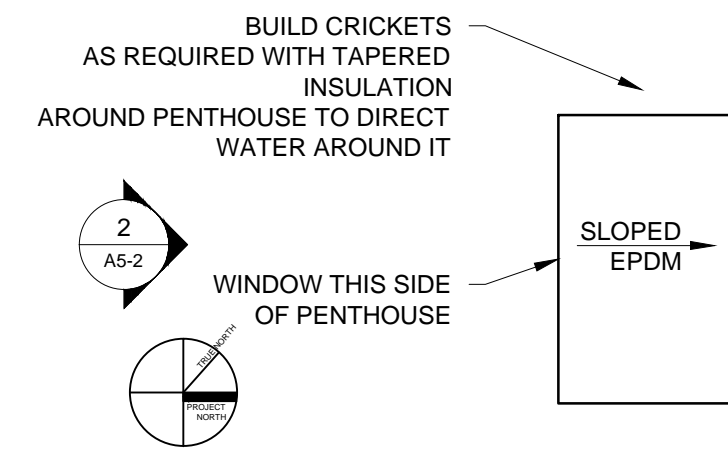 BUILD CRICKETS
AS REQUIRED WITH TAPERED
INSULATION
AROUND PENTHOUSE TO DIRECT
WATER AROUND IT
2
A5-2
SLOPED
EPDM
WINDOW THIS SIDE
OF PENTHOUSE
TRUE NORTH
PROJECT
NORTH